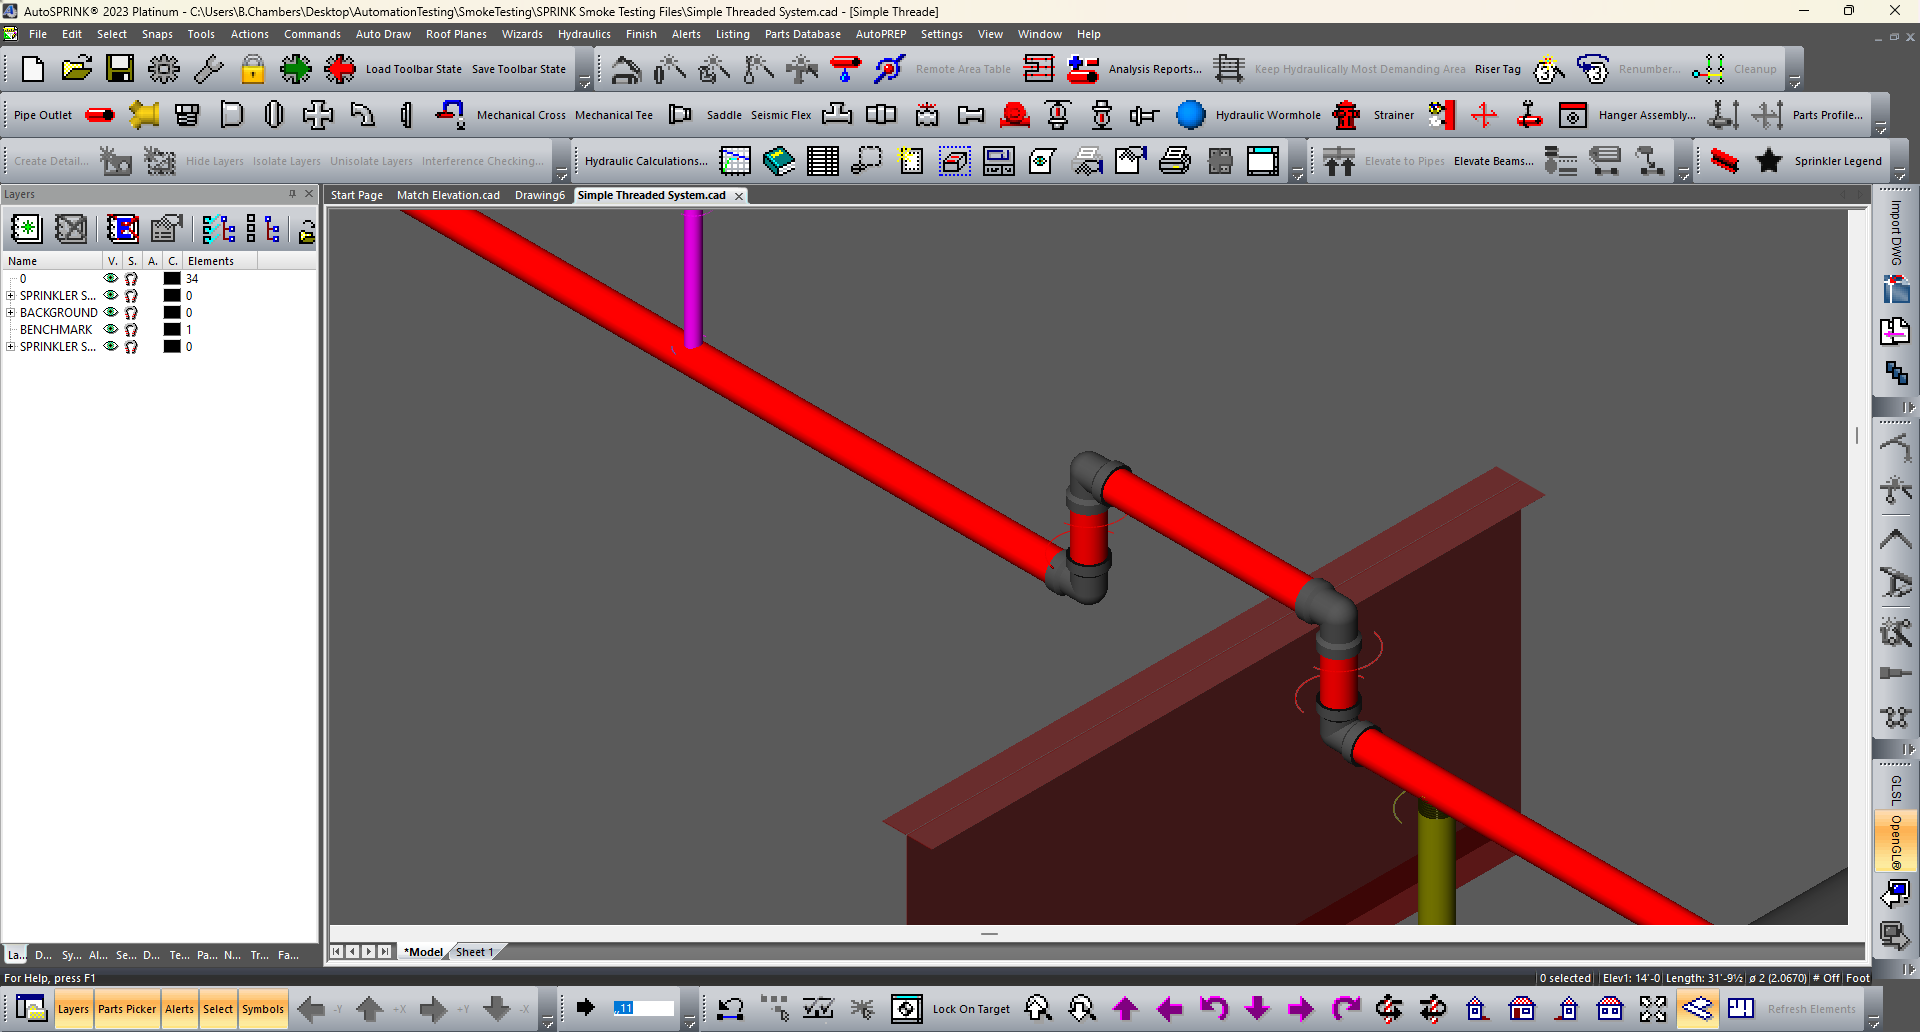 AutoSPRINK® 2023 Platinum - C:\Users\B.Chambers\Desktop\AutomationTesting\SmokeTesting\SPRINK Smoke Testing Files\Simple Threaded System.cad - [Simple Threade]
File Edit Select Snaps Tools Actions Commands Auto Draw Roof Planes Wizards Hydraulics Finish Alerts Listing Parts Database AutoPREP Settings View Window Help
Load Toolbar State Save Toolbar State Remote Area Table Analysis Reports... Keep Hydraulically Most Demanding Area Riser Tag Renumber... Cleanup
Pipe Outlet Mechanical Cross Mechanical Tee Saddle Seismic Flex Hydraulic Wormhole Strainer Hanger Assembly... Parts Profile...
Create Detail... Hide Layers Isolate Layers Unisolate Layers Interference Checking... Hydraulic Calculations... Elevate to Pipes Elevate Beams... Sprinkler Legend
Layers
Start Page Match Elevation.cad Drawing6 Simple Threaded System.cad
Name V. S. A. C. Elements
0 34
SPRINKLER S... 0
BACKGROUND 0
BENCHMARK 1
SPRINKLER S... 0
Import DWG
GLSL
OpenGL®
La... D... Sy... Al... Se... D... Te... Pa... N... Tr... Fa...
*Model Sheet 1
For Help, press F1
0 selected Elev1: 14'-0 Length: 31'-9½ ø 2 (2.0670) # Off Foot
Layers Parts Picker Alerts Select Symbols -Y +X +Y -X ,,11 Lock On Target Refresh Elements